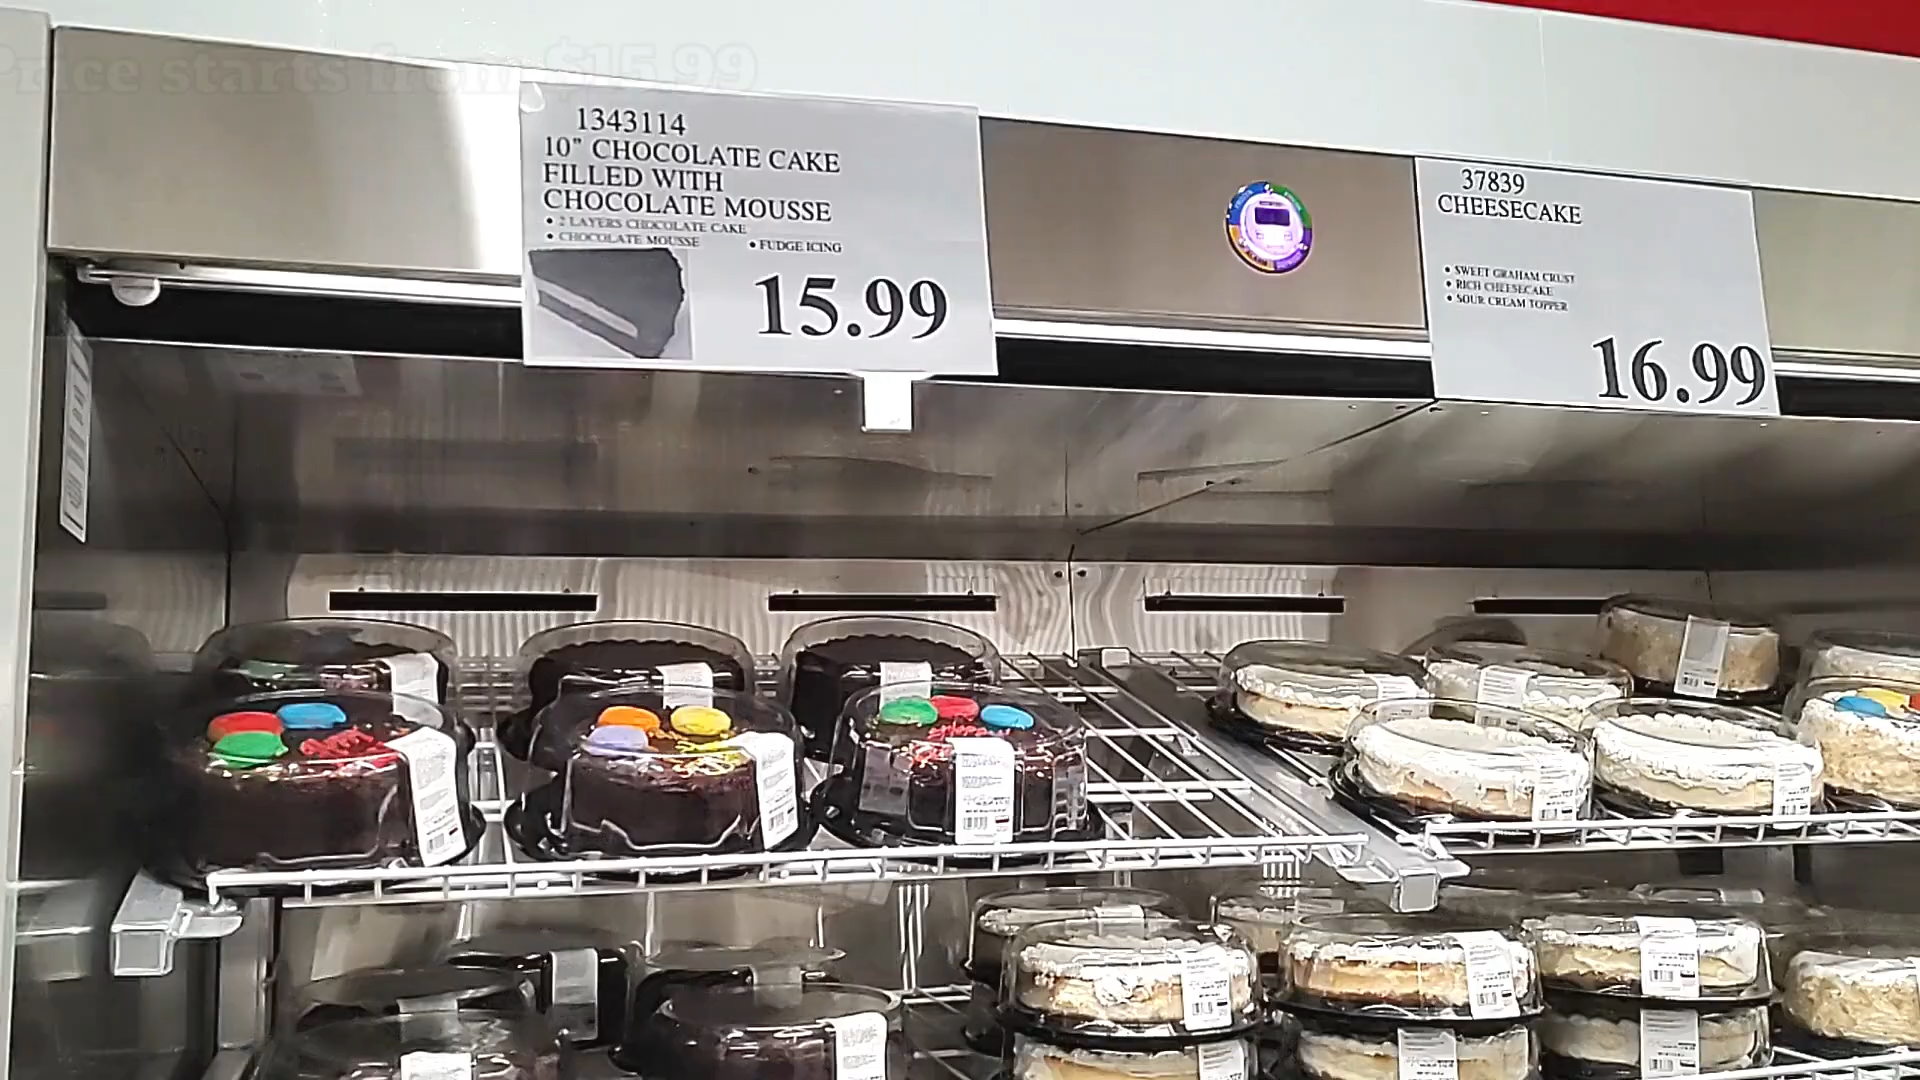 Price starts from $15.99
1343114
10" CHOCOLATE CAKE
FILLED WITH
CHOCOLATE MOUSSE
• 2 LAYERS CHOCOLATE CAKE
• CHOCOLATE MOUSSE • FUDGE ICING
15.99
37839
CHEESECAKE
• SWEET GRAHAM CRUST
• RICH CHEESECAKE
• SOUR CREAM TOPPER
16.99